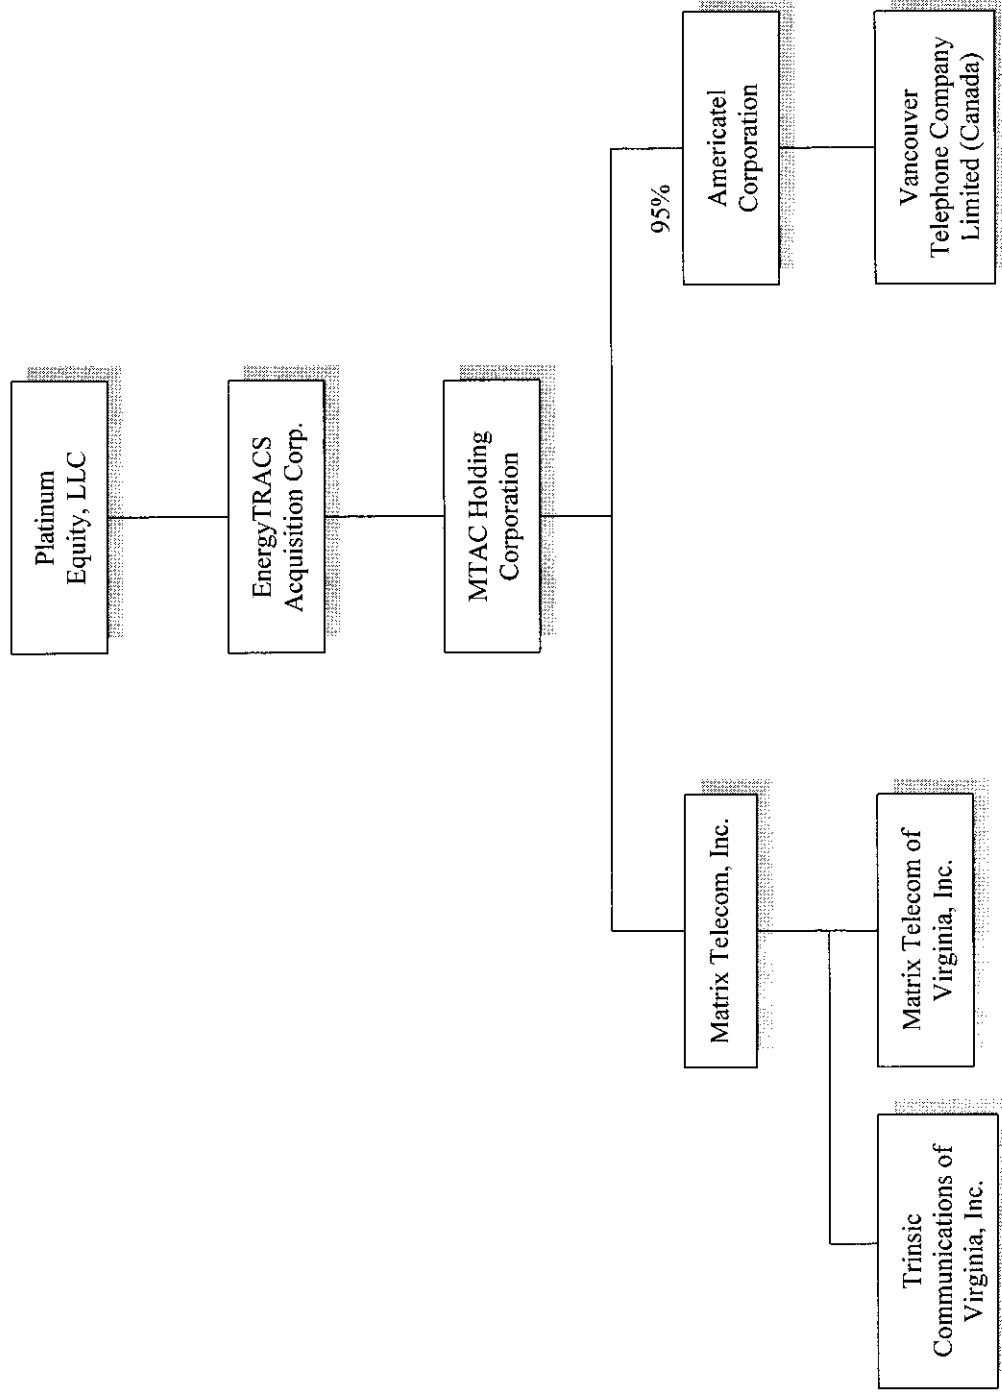 Platinum
Equity, LLC
EnergyTRACS
Acquisition Corp.
MTAC Holding
Corporation
95%
Matrix Telecom, Inc.
Americatel
Corporation
Trinsic
Communications of
Virginia, Inc.
Matrix Telecom of
Virginia, Inc.
Vancouver
Telephone Company
Limited (Canada)